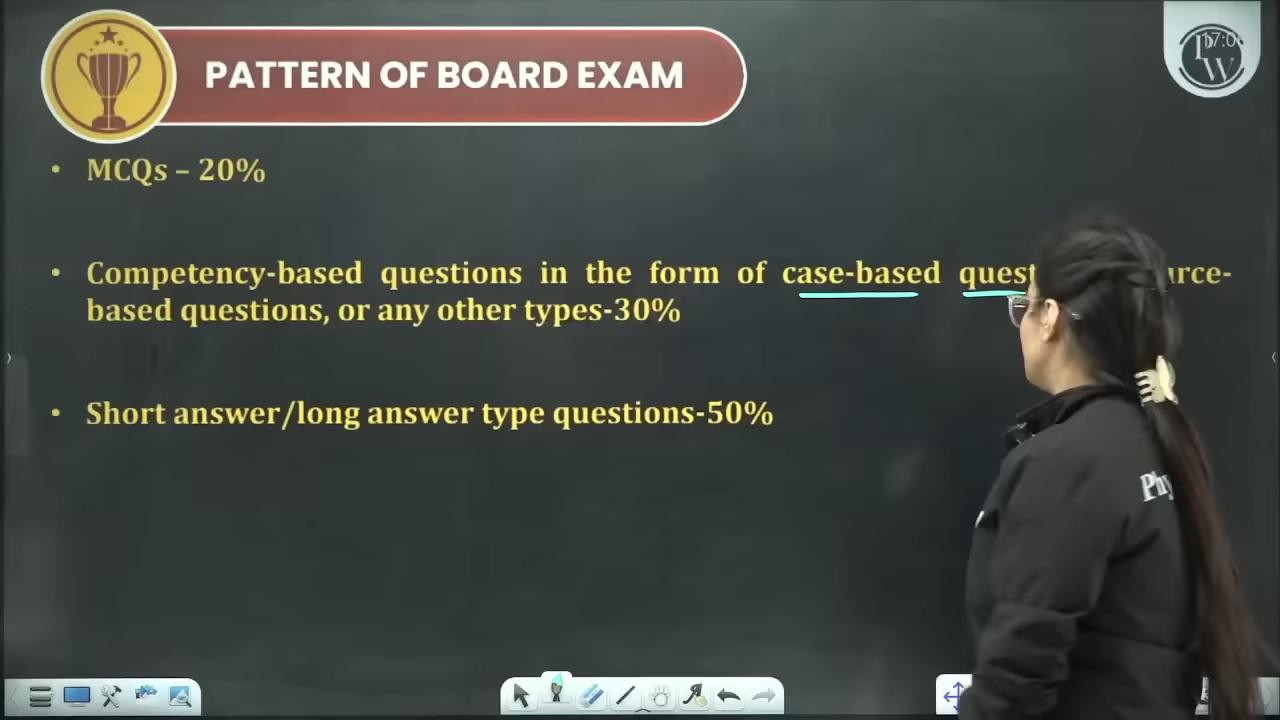 PATTERN OF BOARD EXAM
• MCQs – 20%
• Competency-based questions in the form of case-based
based questions, or any other types-30%
• Short answer/long answer type questions-50%